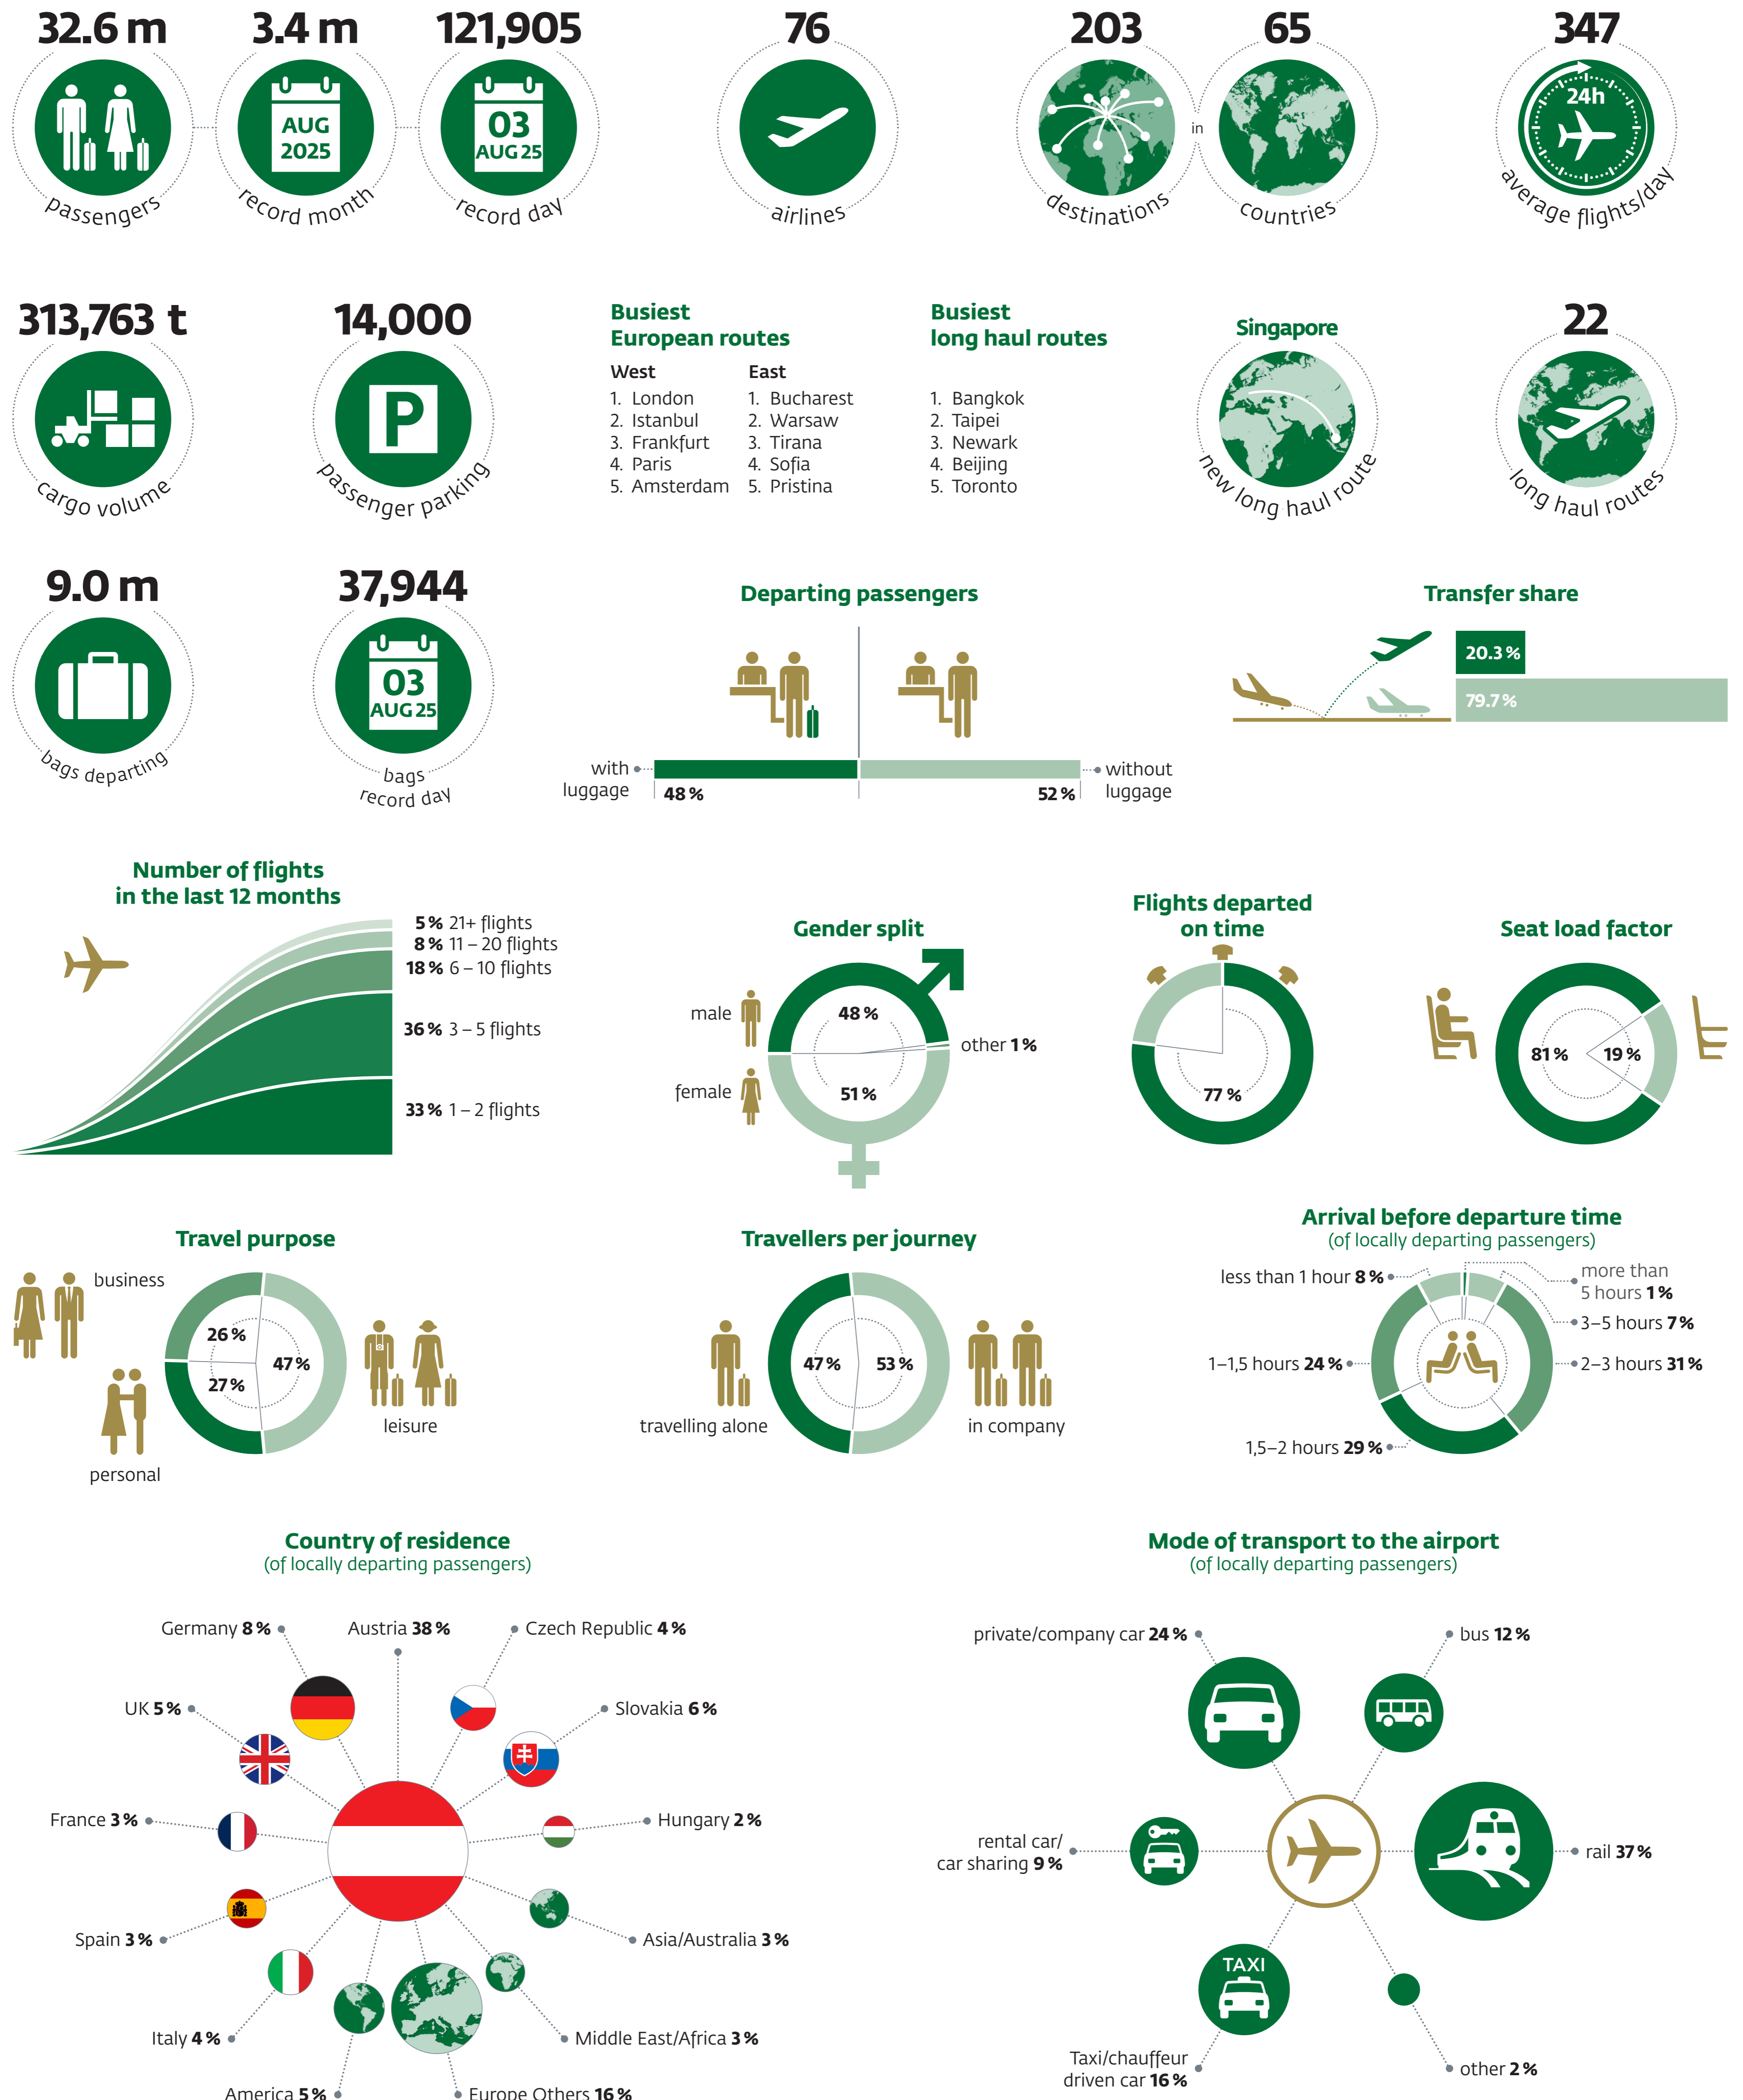 32.6 m
passengers
3.4 m
AUG
2025
record month
121,905
03
AUG 25
record day
76
airlines
203
destinations
in
65
countries
347
24h
average flights/day
313,763 t
cargo volume
14,000
P
passenger parking
Busiest
European routes
West
1. London
2. Istanbul
3. Frankfurt
4. Paris
5. Amsterdam
East
1. Bucharest
2. Warsaw
3. Tirana
4. Sofia
5. Pristina
Busiest
long haul routes
1. Bangkok
2. Taipei
3. Newark
4. Beijing
5. Toronto
Singapore
new long haul route
22
long haul routes
9.0 m
bags departing
37,944
03
AUG 25
bags
record day
Departing passengers
with
luggage
48 %
52 %
without
luggage
Transfer share
20.3 %
79.7 %
Number of flights
in the last 12 months
5 % 21+ flights
8 % 11 – 20 flights
18 % 6 – 10 flights
36 % 3 – 5 flights
33 % 1 – 2 flights
Gender split
male
48 %
other 1 %
female
51 %
Flights departed
on time
77 %
Seat load factor
81 %
19 %
Travel purpose
business
26 %
47 %
27 %
leisure
personal
Travellers per journey
47 %
53 %
travelling alone
in company
Arrival before departure time
(of locally departing passengers)
less than 1 hour 8 %
more than
5 hours 1 %
3–5 hours 7 %
1–1,5 hours 24 %
2–3 hours 31 %
1,5–2 hours 29 %
Country of residence
(of locally departing passengers)
Germany 8 %
Austria 38 %
Czech Republic 4 %
UK 5 %
Slovakia 6 %
France 3 %
Hungary 2 %
Spain 3 %
Asia/Australia 3 %
Italy 4 %
Middle East/Africa 3 %
America 5 %
Europe Others 16 %
Mode of transport to the airport
(of locally departing passengers)
private/company car 24 %
bus 12 %
rental car/
car sharing 9 %
rail 37 %
TAXI
Taxi/chauffeur
driven car 16 %
other 2 %